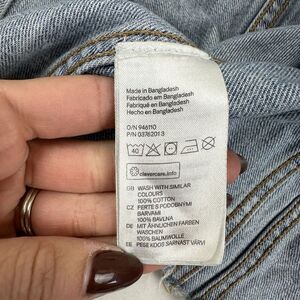 Made in Bangladesh
Fabricado em Bangladesh
Fabriqué en Bangladesh
Hecho en Bangladesh
O/N 946110
P/N 0376201.3
40
clevercare.info
GB WASH WITH SIMILAR
COLOURS
100% COTTON
CZ PERTE S PODOBNÝMI
BARVAMI
100% BAVLNA
DE MIT ÄHNLICHEN FARBEN
WASCHEN
100% BAUMWOLLE
EE PESE KOOS SARNAST VÄRVI